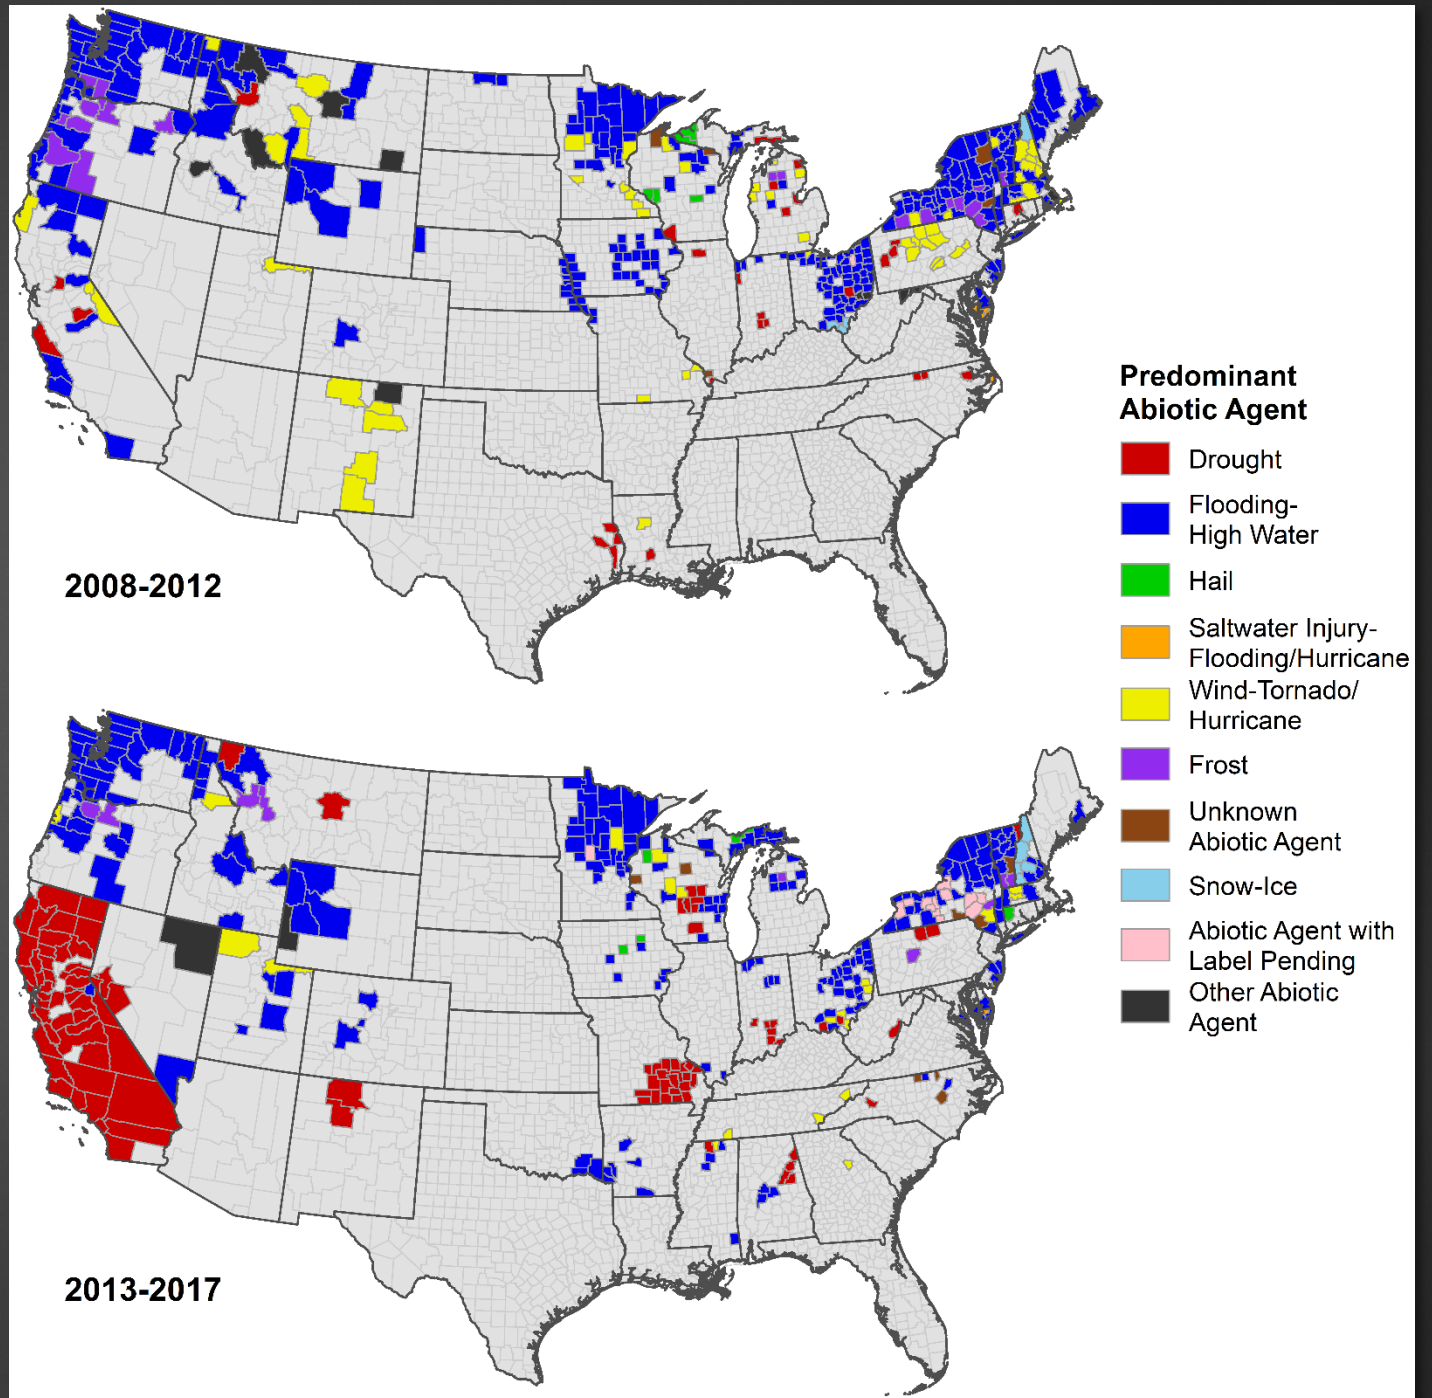 2008-2012
Predominant
Abiotic Agent
Drought
Flooding-
High Water
Hail
Saltwater Injury-
Flooding/Hurricane
Wind-Tornado/
Hurricane
Frost
Unknown
Abiotic Agent
Snow-Ice
Abiotic Agent with
Label Pending
Other Abiotic
Agent
2013-2017